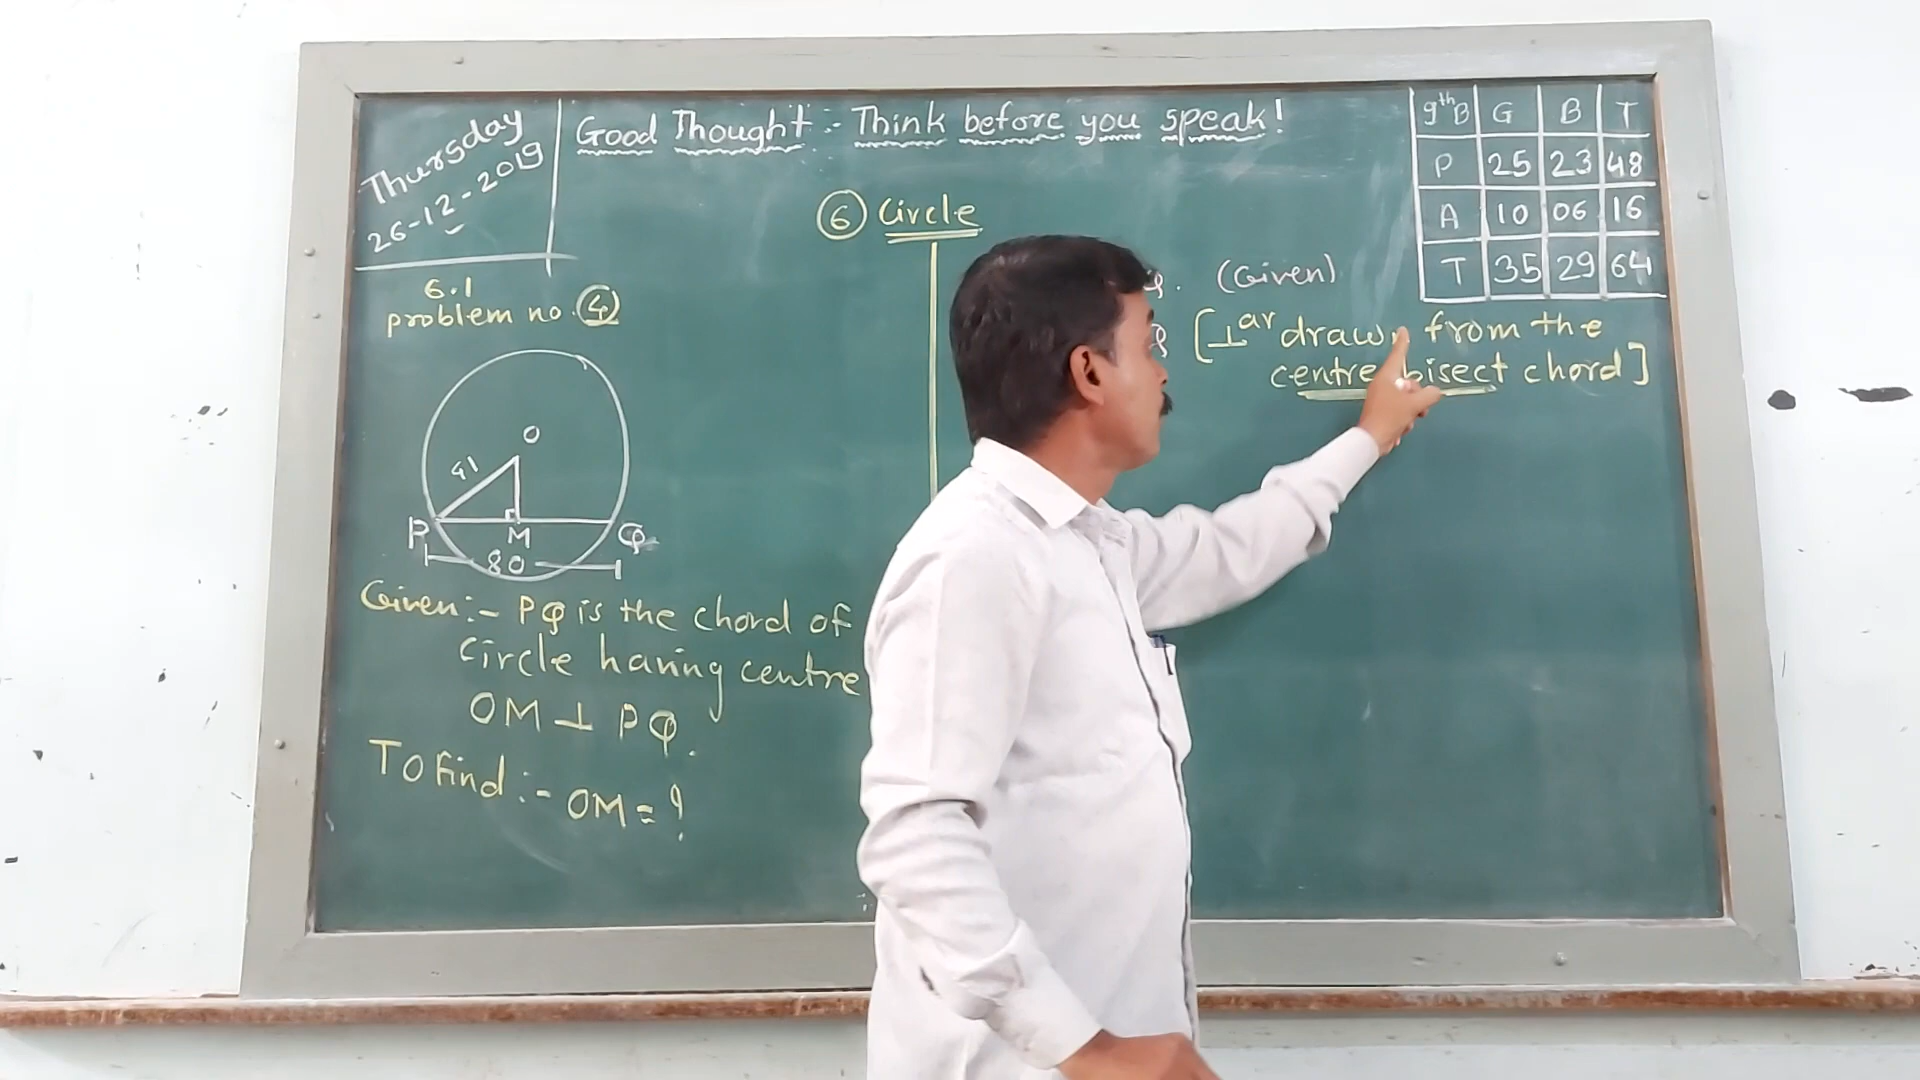 Thursday
26-12-2019
Good Thought :- Think before you speak!
9th B G B T
P 25 23 48
A 10 06 16
T 35 29 64
6 Circle
6.1
problem no. 4
O
41
P M Q
80
Given:- PQ is the chord of
Circle having centre
OM ⊥ PQ.
To Find :- OM = ?
Q. (Given)
Q [⊥ar drawn from the
centre bisect chord]